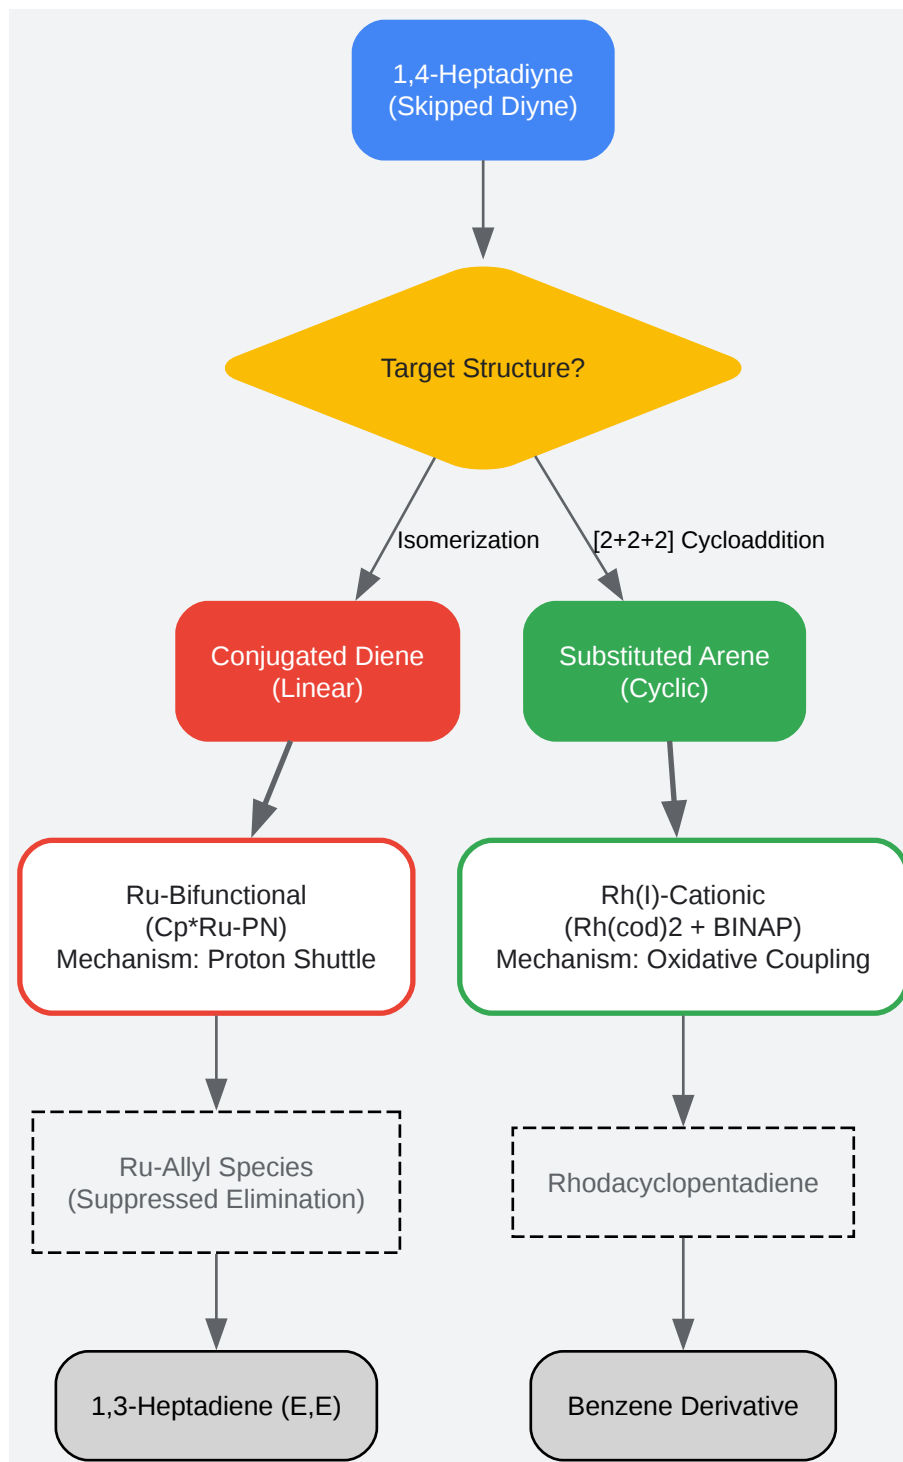 1,4-Heptadiyne
(Skipped Diyne)
Target Structure?
Isomerization
[2+2+2] Cycloaddition
Conjugated Diene
(Linear)
Substituted Arene
(Cyclic)
Ru-Bifunctional
(Cp*Ru-PN)
Mechanism: Proton Shuttle
Rh(I)-Cationic
(Rh(cod)2 + BINAP)
Mechanism: Oxidative Coupling
Ru-Allyl Species
(Suppressed Elimination)
Rhodacyclopentadiene
1,3-Heptadiene (E,E)
Benzene Derivative